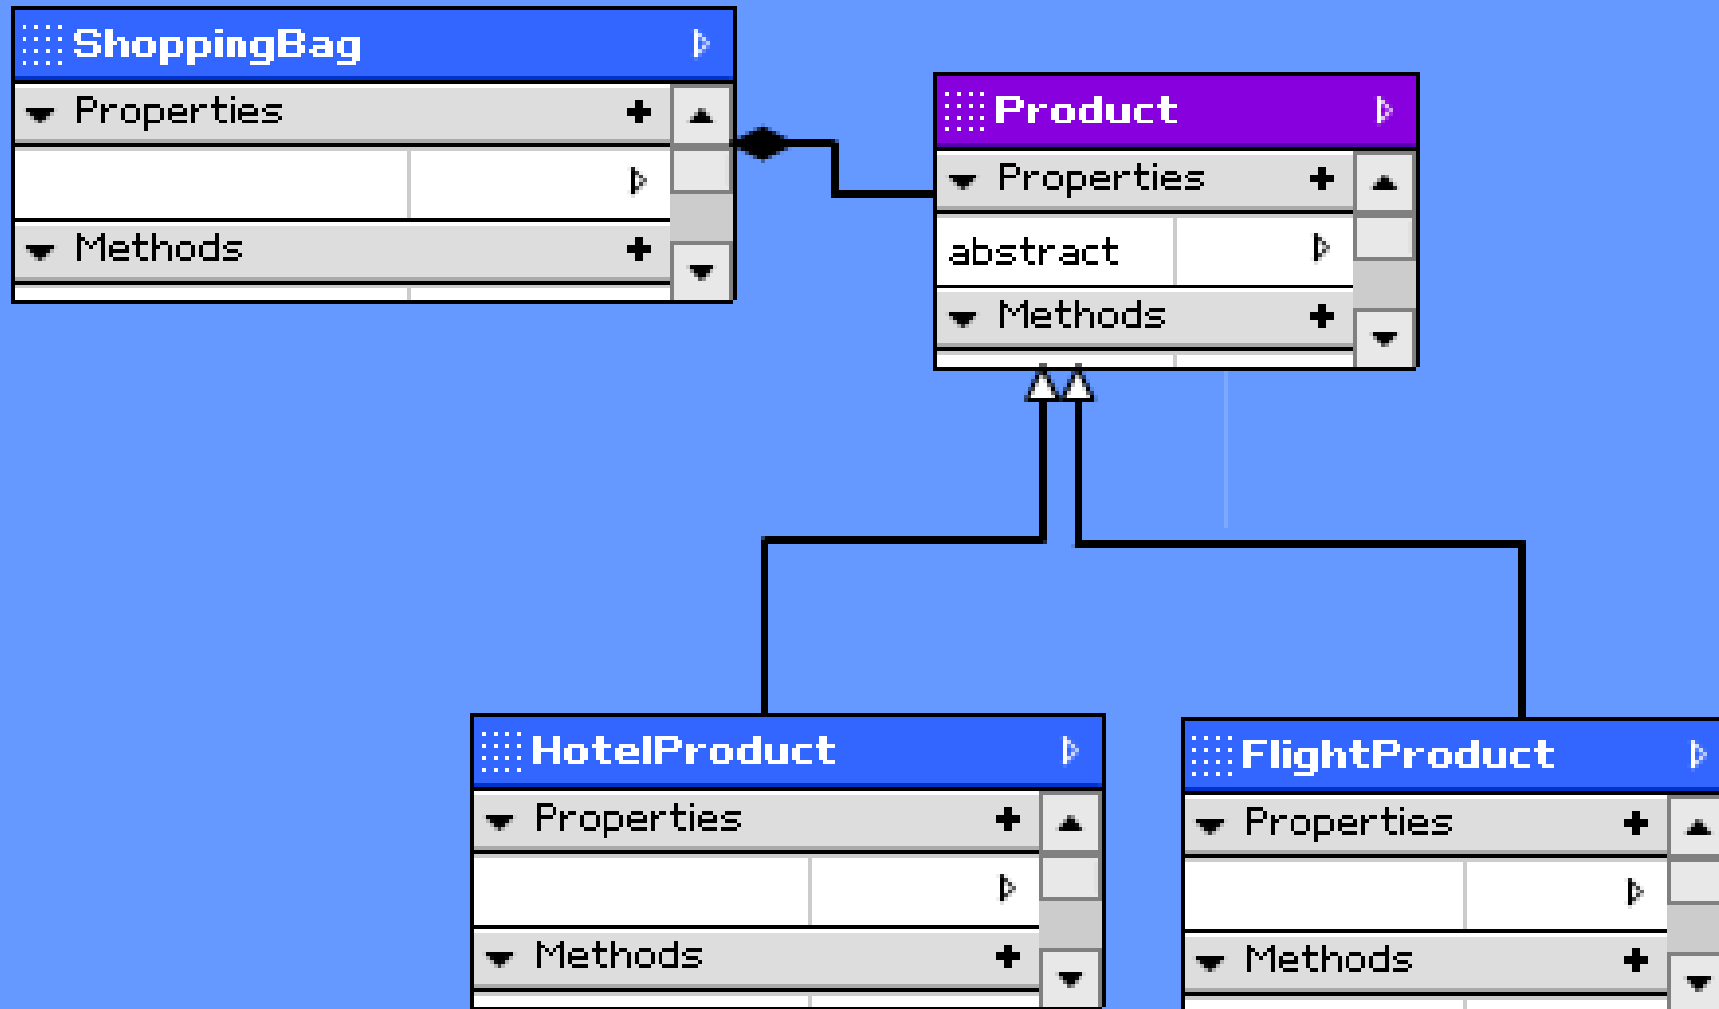 ShoppingBag
Properties
Methods
Product
Properties
abstract
Methods
HotelProduct
Properties
Methods
FlightProduct
Properties
Methods